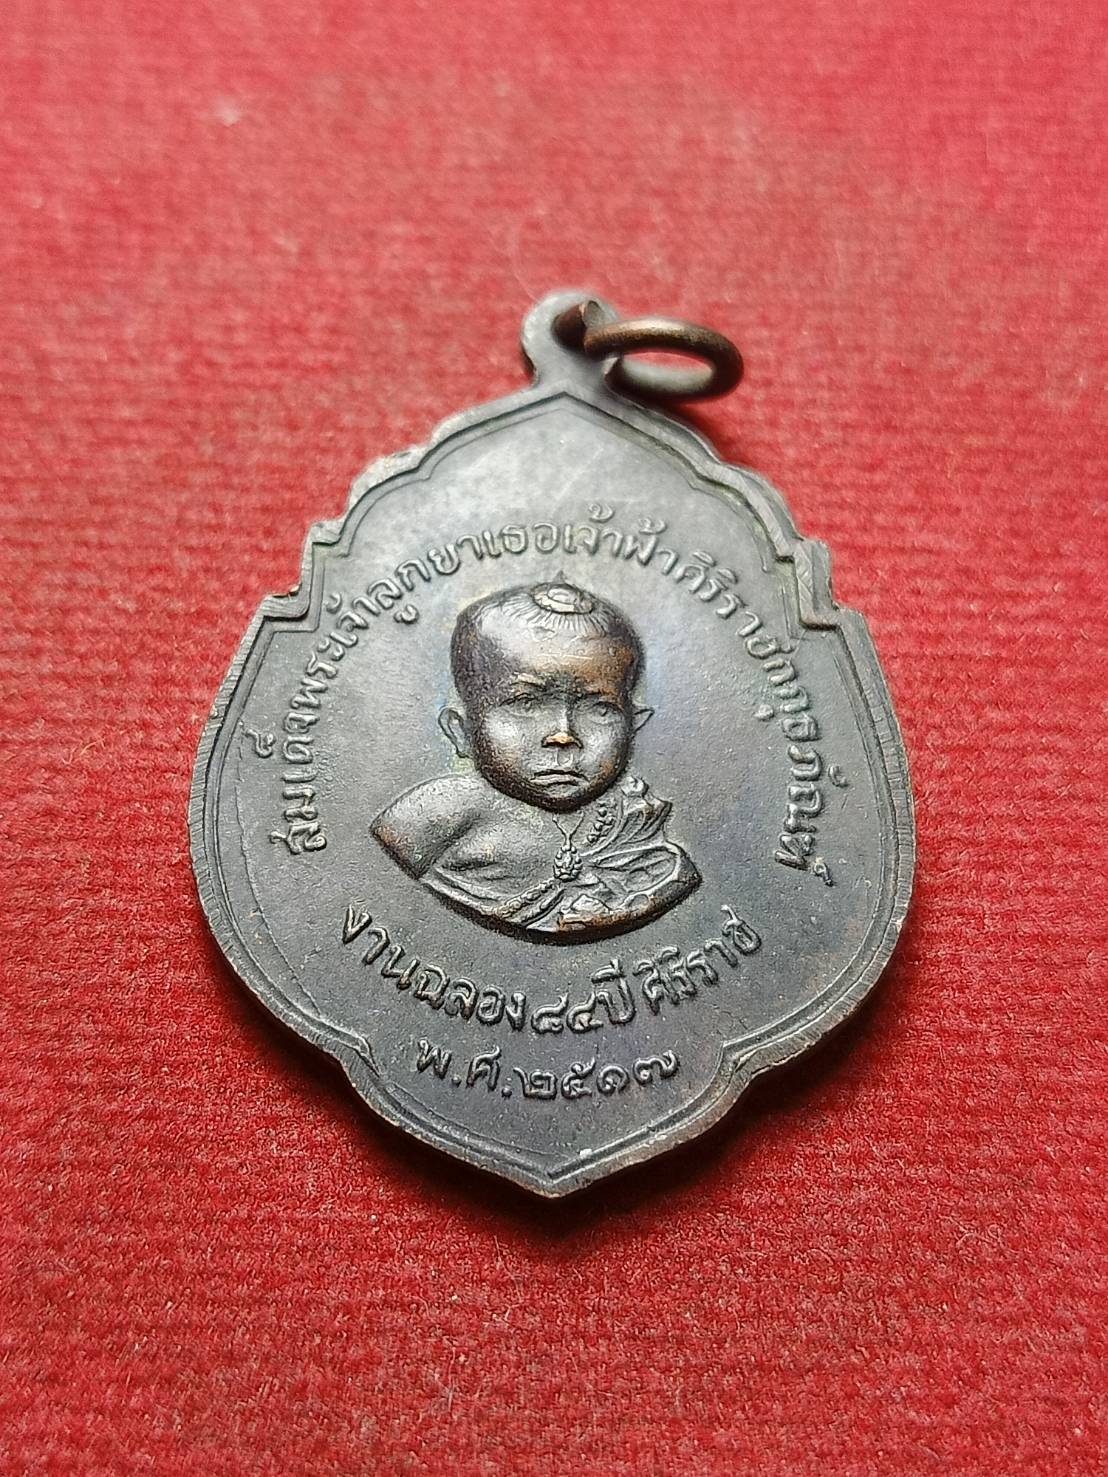 สมเด็จพระเจ้าลูกยาเธอเจ้าฟ้าศิริราชกกุธภัณฑ์
งานฉลอง๘๔ปี ศิริราช
พ.ศ.๒๕๑๗